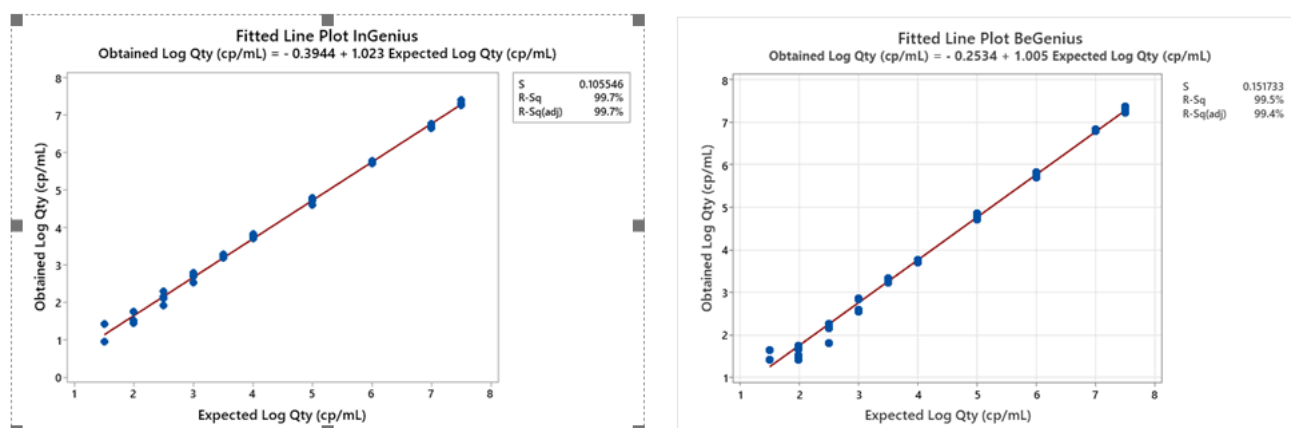 Fitted Line Plot InGenius
Obtained Log Qty (cp/mL) = - 0.3944 + 1.023 Expected Log Qty (cp/mL)
S 0.105546
R-Sq 99.7%
R-Sq(adj) 99.7%
Obtained Log Qty (cp/mL)
8
7
6
5
4
3
2
1
0
1 2 3 4 5 6 7 8
Expected Log Qty (cp/mL)
Fitted Line Plot BeGenius
Obtained Log Qty (cp/mL) = - 0.2534 + 1.005 Expected Log Qty (cp/mL)
S 0.151733
R-Sq 99.5%
R-Sq(adj) 99.4%
Obtained Log Qty (cp/mL)
8
7
6
5
4
3
2
1
1 2 3 4 5 6 7 8
Expected Log Qty (cp/mL)